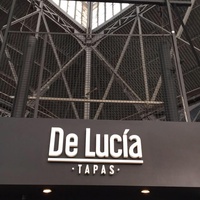 De Lucía
· TAPAS ·